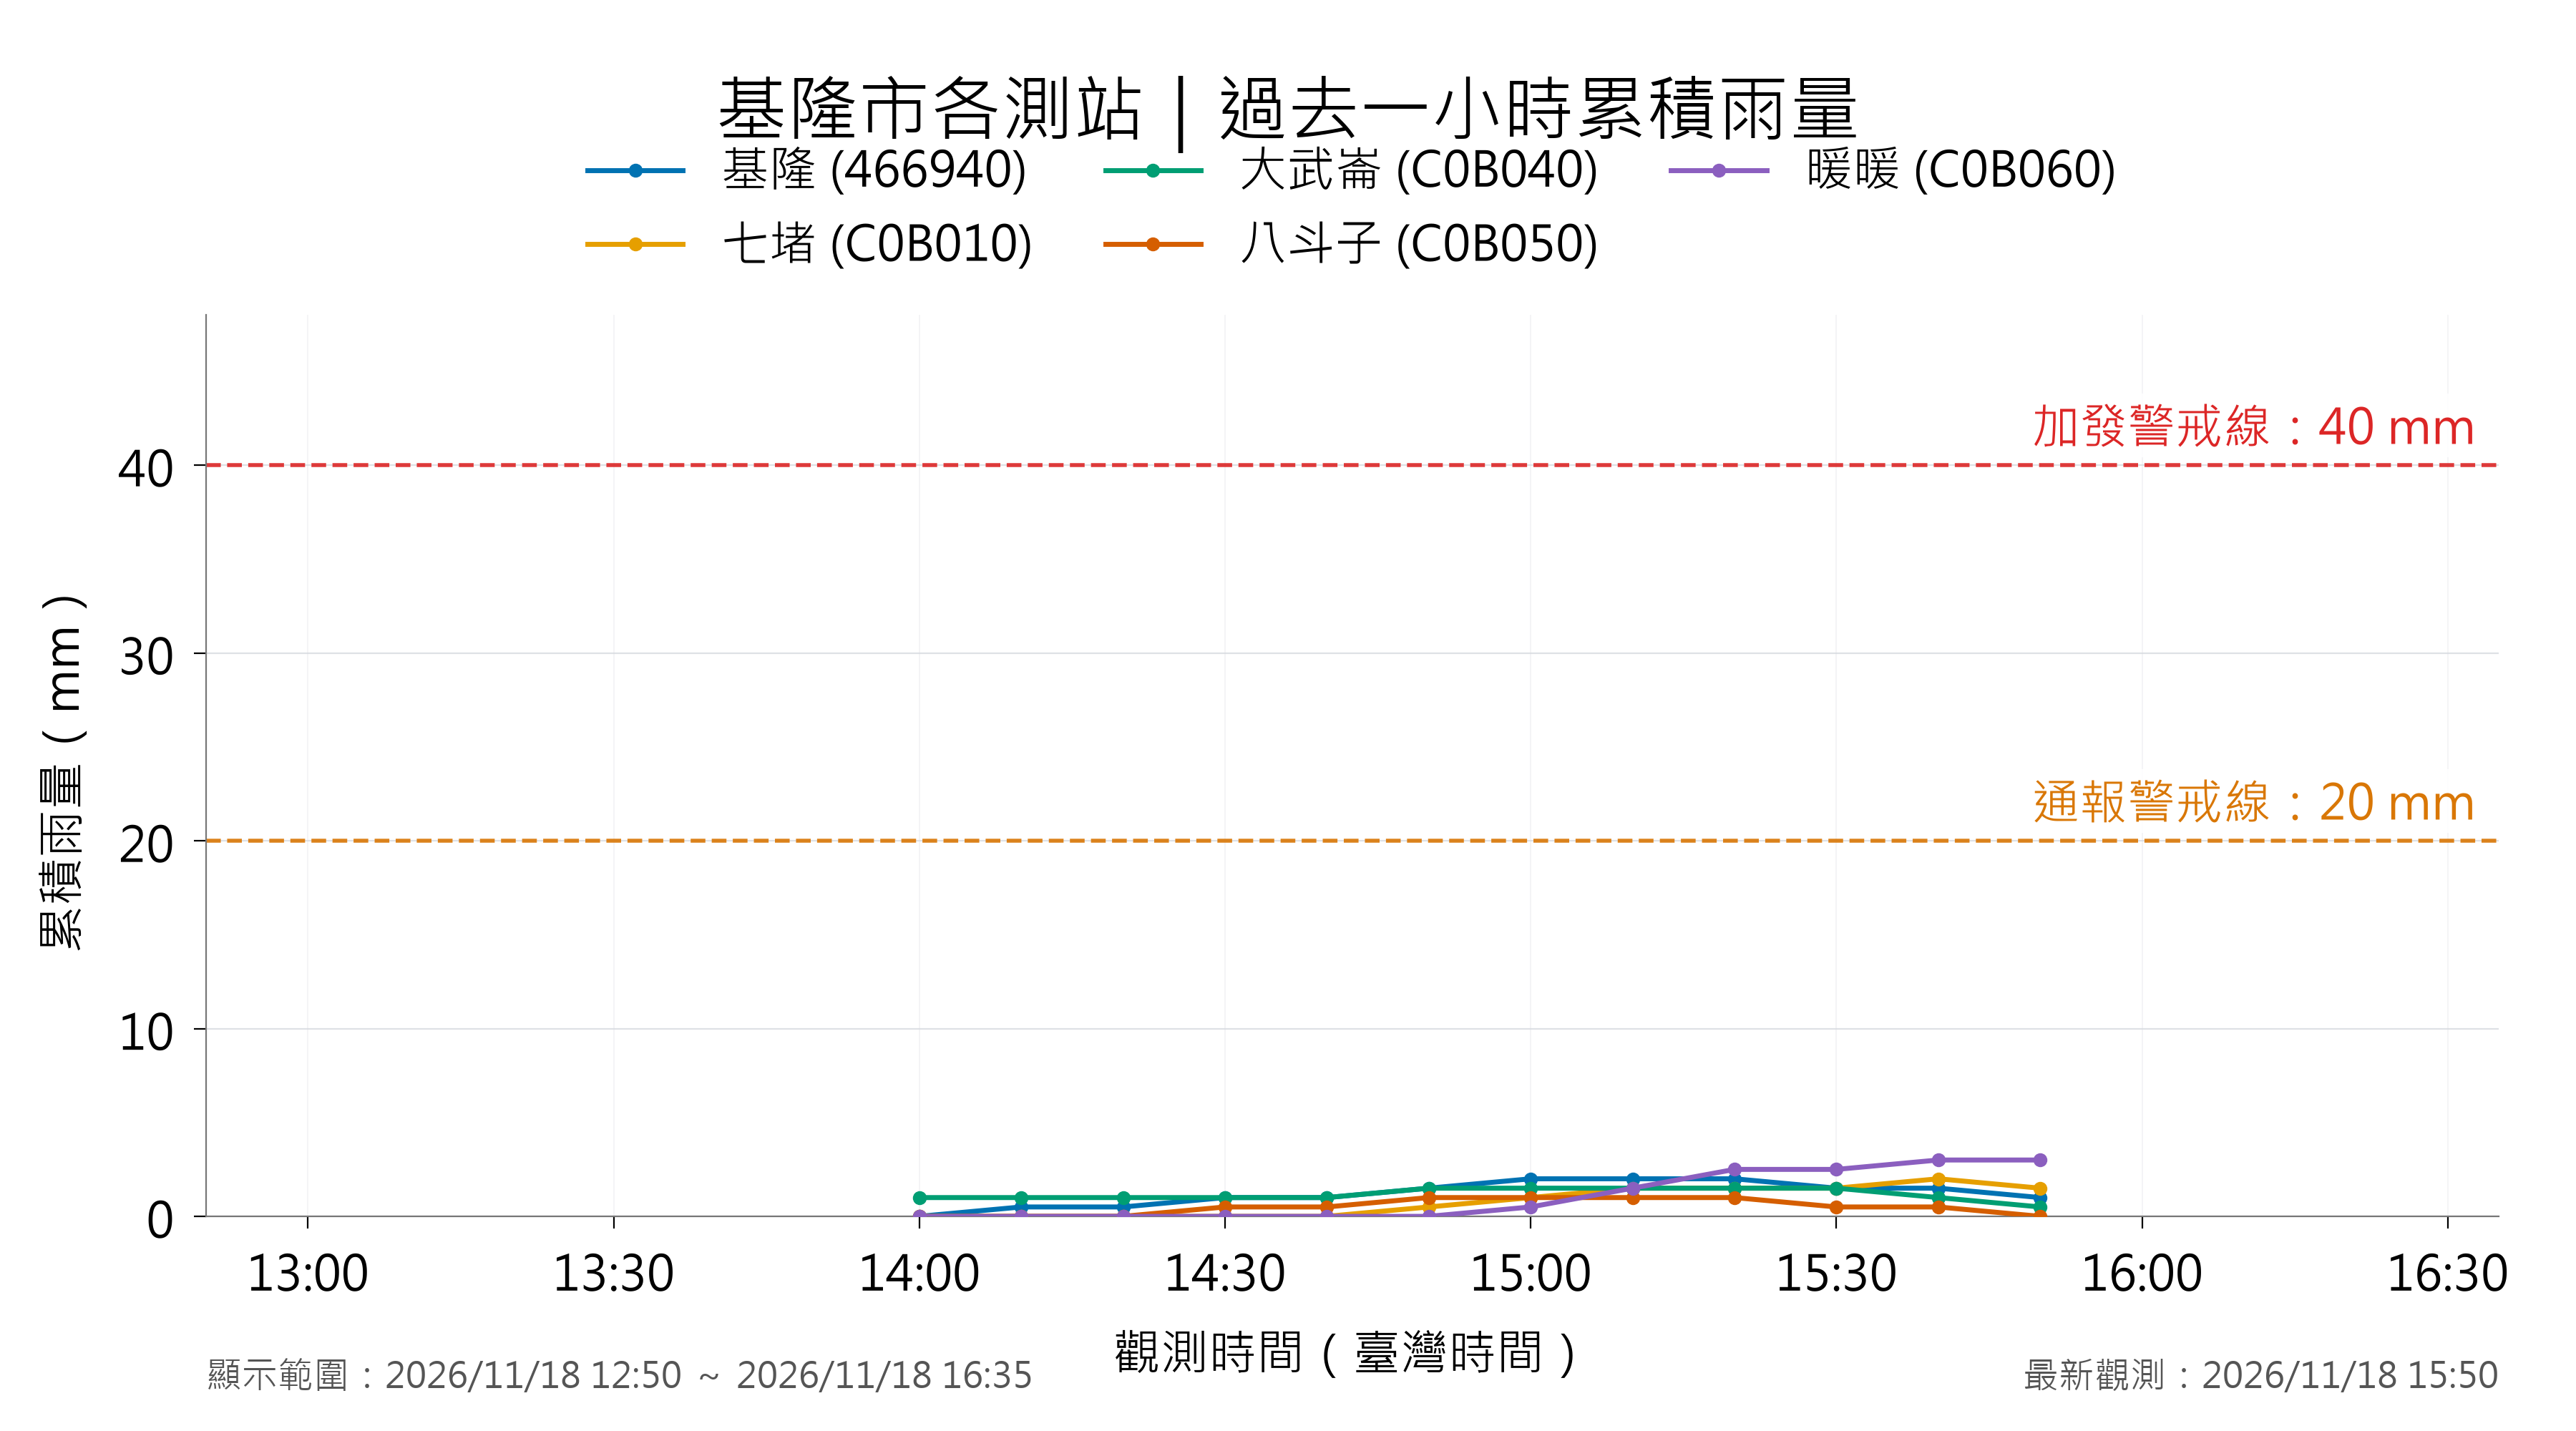 基隆市各測站｜過去一小時累積雨量
基隆 (466940)
大武崙 (C0B040)
暖暖 (C0B060)
七堵 (C0B010)
八斗子 (C0B050)
累積雨量（mm）
40
30
20
10
0
加發警戒線：40 mm
通報警戒線：20 mm
13:00
13:30
14:00
14:30
15:00
15:30
16:00
16:30
觀測時間（臺灣時間）
顯示範圍：2026/11/18 12:50 ~ 2026/11/18 16:35
最新觀測：2026/11/18 15:50